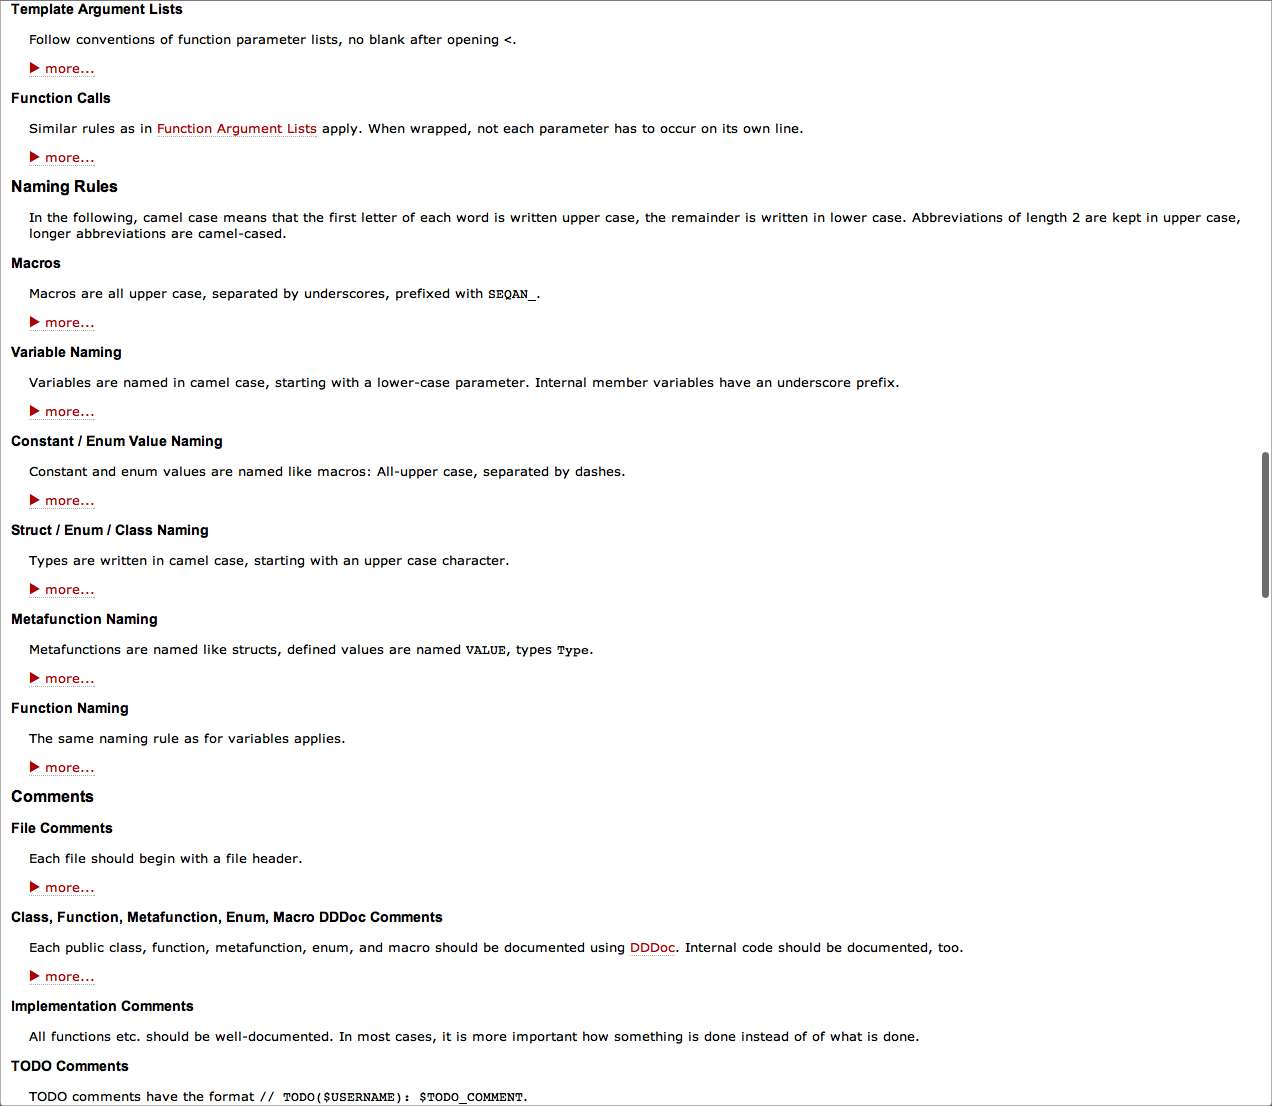 Template Argument Lists
Follow conventions of function parameter lists, no blank after opening <.
▶ more...
Function Calls
Similar rules as in Function Argument Lists apply. When wrapped, not each parameter has to occur on its own line.
▶ more...
Naming Rules
In the following, camel case means that the first letter of each word is written upper case, the remainder is written in lower case. Abbreviations of length 2 are kept in upper case,
longer abbreviations are camel-cased.
Macros
Macros are all upper case, separated by underscores, prefixed with SEQAN_.
▶ more...
Variable Naming
Variables are named in camel case, starting with a lower-case parameter. Internal member variables have an underscore prefix.
▶ more...
Constant / Enum Value Naming
Constant and enum values are named like macros: All-upper case, separated by dashes.
▶ more...
Struct / Enum / Class Naming
Types are written in camel case, starting with an upper case character.
▶ more...
Metafunction Naming
Metafunctions are named like structs, defined values are named VALUE, types Type.
▶ more...
Function Naming
The same naming rule as for variables applies.
▶ more...
Comments
File Comments
Each file should begin with a file header.
▶ more...
Class, Function, Metafunction, Enum, Macro DDDoc Comments
Each public class, function, metafunction, enum, and macro should be documented using DDDoc. Internal code should be documented, too.
▶ more...
Implementation Comments
All functions etc. should be well-documented. In most cases, it is more important how something is done instead of of what is done.
TODO Comments
TODO comments have the format // TODO($USERNAME): $TODO_COMMENT.